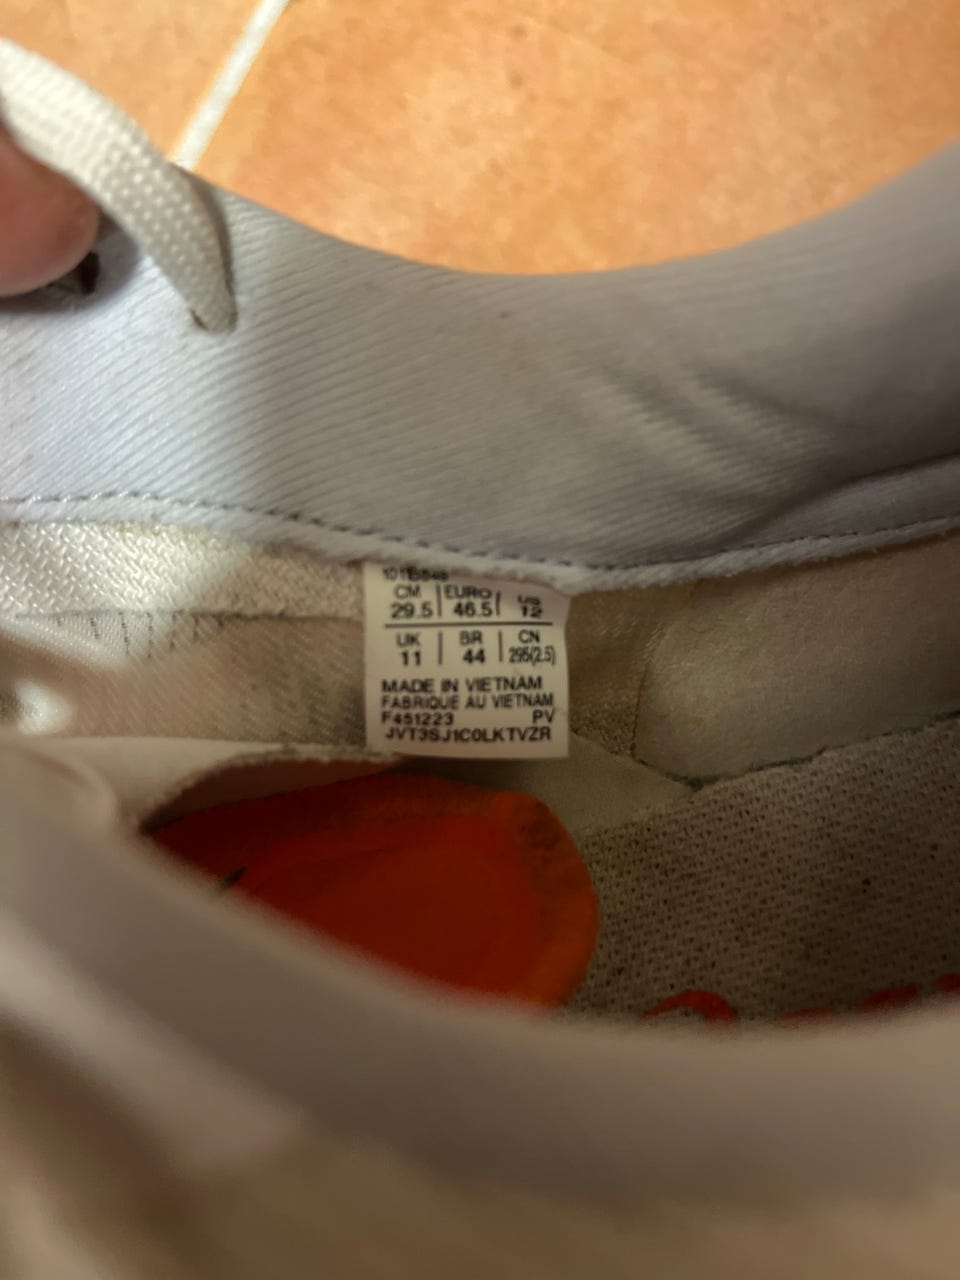 CM | EURO | US
29.5 | 46.5 | 12
UK | BR | CN
11 | 44 | 295(2.5)
MADE IN VIETNAM
FABRIQUE AU VIETNAM
F451223 PV
JVT3SJ1C0LKTVZR